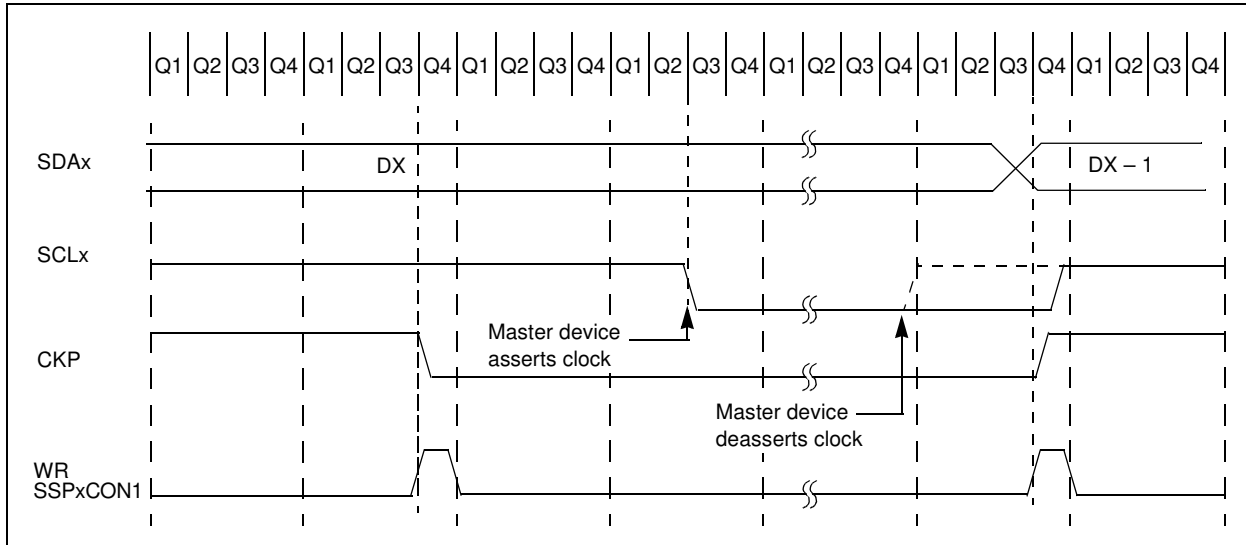 Q1 Q2 Q3 Q4 Q1 Q2 Q3 Q4 Q1 Q2 Q3 Q4 Q1 Q2 Q3 Q4 Q1 Q2 Q3 Q4 Q1 Q2 Q3 Q4 Q1 Q2 Q3 Q4
SDAx
DX
DX – 1
SCLx
Master device
asserts clock
CKP
Master device
deasserts clock
WR
SSPxCON1